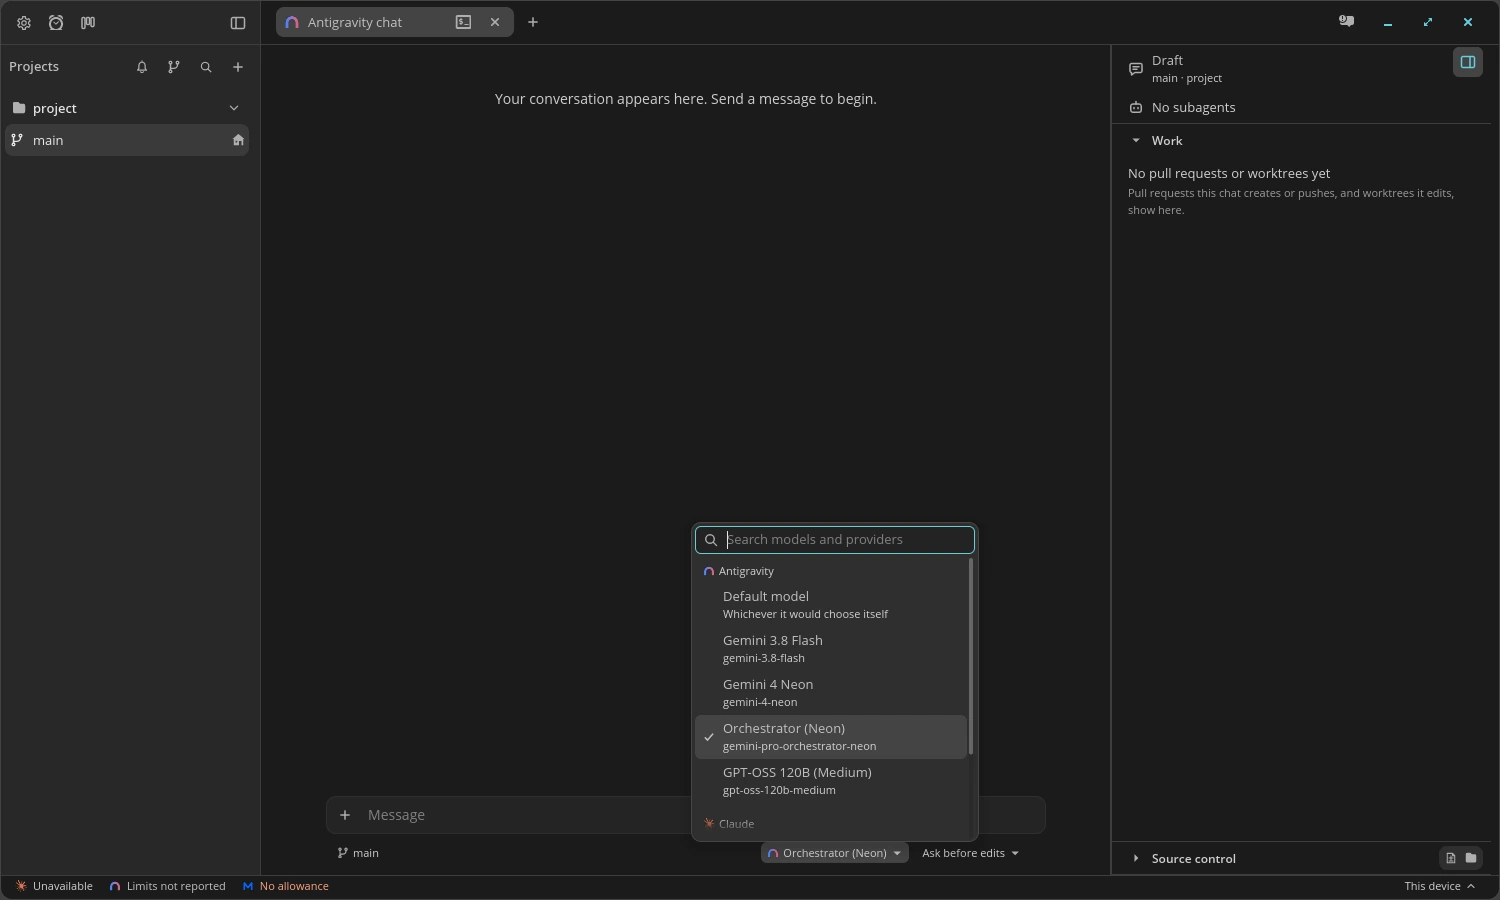 Antigravity chat
Projects
project
main
Your conversation appears here. Send a message to begin.
Draft
main · project
No subagents
Work
No pull requests or worktrees yet
Pull requests this chat creates or pushes, and worktrees it edits,
show here.
Search models and providers
Antigravity
Default model
Whichever it would choose itself
Gemini 3.8 Flash
gemini-3.8-flash
Gemini 4 Neon
gemini-4-neon
Orchestrator (Neon)
gemini-pro-orchestrator-neon
GPT-OSS 120B (Medium)
gpt-oss-120b-medium
Claude
Message
main
Orchestrator (Neon)
Ask before edits
Source control
Unavailable
Limits not reported
No allowance
This device